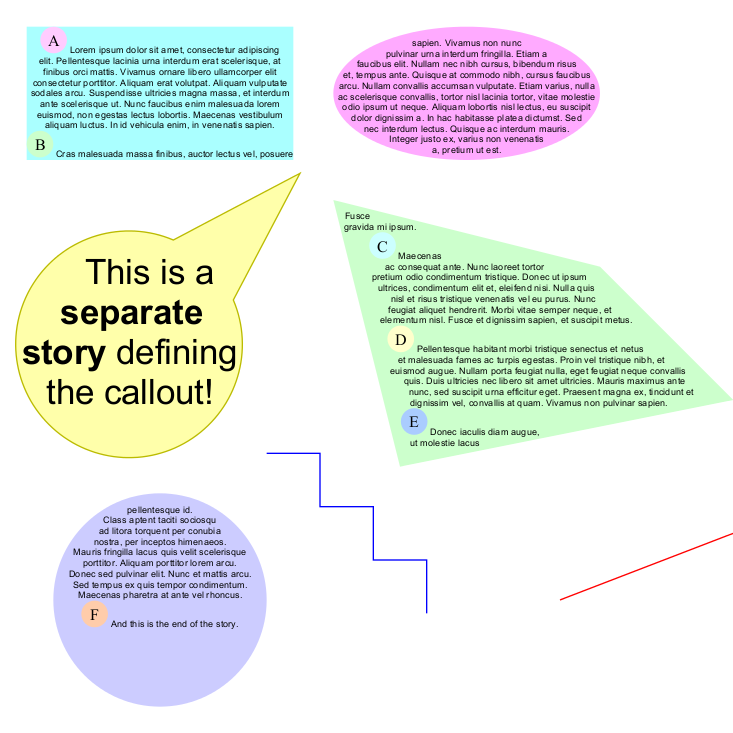 A Lorem ipsum dolor sit amet, consectetur adipiscing
elit. Pellentesque lacinia urna interdum erat scelerisque, at
finibus orci mattis. Vivamus ornare libero ullamcorper elit
consectetur porttitor. Aliquam erat volutpat. Aliquam vulputate
sodales arcu. Suspendisse ultricies magna massa, et interdum
ante scelerisque ut. Nunc faucibus enim malesuada lorem
euismod, non egestas lectus lobortis. Maecenas vestibulum
aliquam luctus. In id vehicula enim, in venenatis sapien.
B Cras malesuada massa finibus, auctor lectus vel, posuere
sapien. Vivamus non nunc
pulvinar urna interdum fringilla. Etiam a
faucibus elit. Nullam nec nibh cursus, bibendum risus
et, tempus ante. Quisque at commodo nibh, cursus faucibus
arcu. Nullam convallis accumsan vulputate. Etiam varius, nulla
ac scelerisque convallis, tortor nisl lacinia tortor, vitae molestie
odio ipsum ut neque. Aliquam lobortis nisl lectus, eu suscipit
dolor dignissim a. In hac habitasse platea dictumst. Sed
nec interdum lectus. Quisque ac interdum mauris.
Integer justo ex, varius non venenatis
a, pretium ut est.
This is a
separate
story defining
the callout!
Fusce
gravida mi ipsum.
C Maecenas
ac consequat ante. Nunc laoreet tortor
pretium odio condimentum tristique. Donec ut ipsum
ultrices, condimentum elit et, eleifend nisi. Nulla quis
nisl et risus tristique venenatis vel eu purus. Nunc
feugiat aliquet hendrerit. Morbi vitae semper neque, et
elementum nisl. Fusce et dignissim sapien, et suscipit metus.
D Pellentesque habitant morbi tristique senectus et netus
et malesuada fames ac turpis egestas. Proin vel tristique nibh, et
euismod augue. Nullam porta feugiat nulla, eget feugiat neque convallis
quis. Duis ultricies nec libero sit amet ultricies. Mauris maximus ante
nunc, sed suscipit urna efficitur eget. Praesent magna ex, tincidunt et
dignissim vel, convallis at quam. Vivamus non pulvinar sapien.
E Donec iaculis diam augue,
ut molestie lacus
pellentesque id.
Class aptent taciti sociosqu
ad litora torquent per conubia
nostra, per inceptos himenaeos.
Mauris fringilla lacus quis velit scelerisque
porttitor. Aliquam porttitor lorem arcu.
Donec sed pulvinar elit. Nunc et mattis arcu.
Sed tempus ex quis tempor condimentum.
Maecenas pharetra at ante vel rhoncus.
F And this is the end of the story.